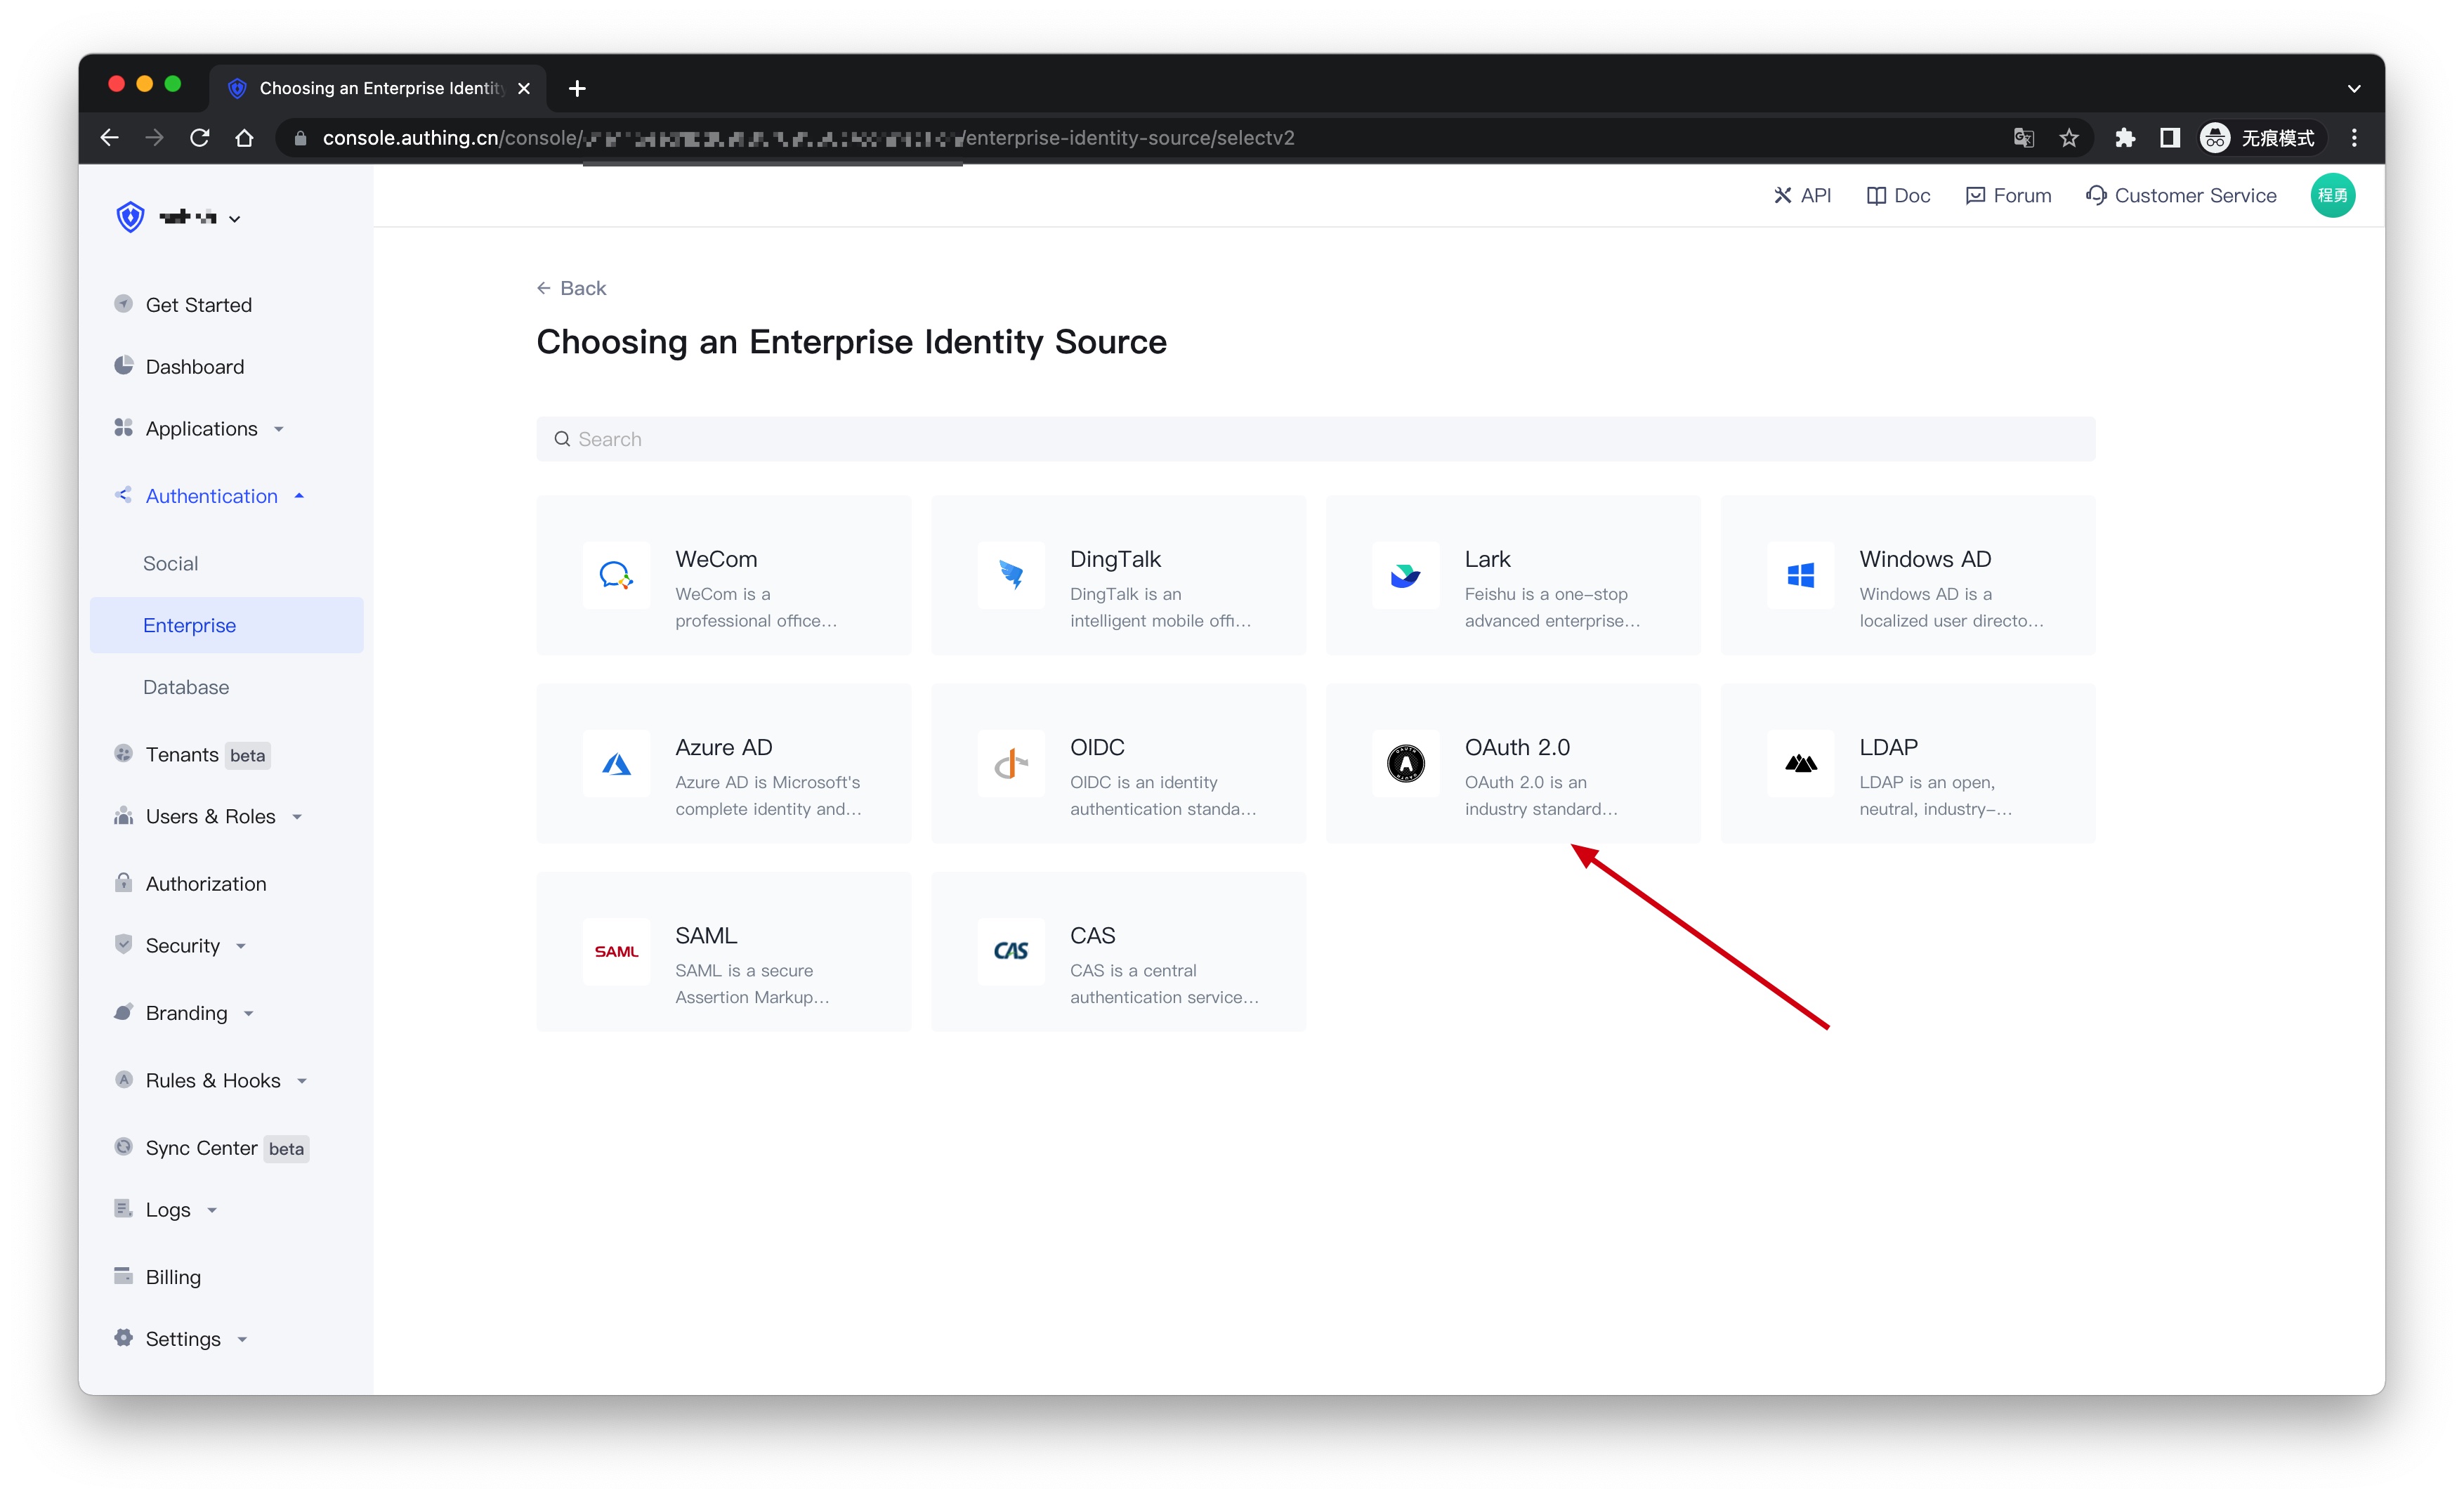 Choosing an Enterprise Identity
console.authing.cn/console/
/enterprise-identity-source/selectv2
无痕模式
API
Doc
Forum
Customer Service
程勇
Get Started
Dashboard
Applications
Authentication
Social
Enterprise
Database
Tenants beta
Users & Roles
Authorization
Security
Branding
Rules & Hooks
Sync Center beta
Logs
Billing
Settings
Back
Choosing an Enterprise Identity Source
Search
WeCom
WeCom is a
professional office...
DingTalk
DingTalk is an
intelligent mobile offi...
Lark
Feishu is a one-stop
advanced enterprise...
Windows AD
Windows AD is a
localized user directo...
Azure AD
Azure AD is Microsoft's
complete identity and...
OIDC
OIDC is an identity
authentication standa...
OAuth 2.0
OAuth 2.0 is an
industry standard...
LDAP
LDAP is an open,
neutral, industry-...
SAML
SAML
SAML is a secure
Assertion Markup...
CAS
CAS
CAS is a central
authentication service...